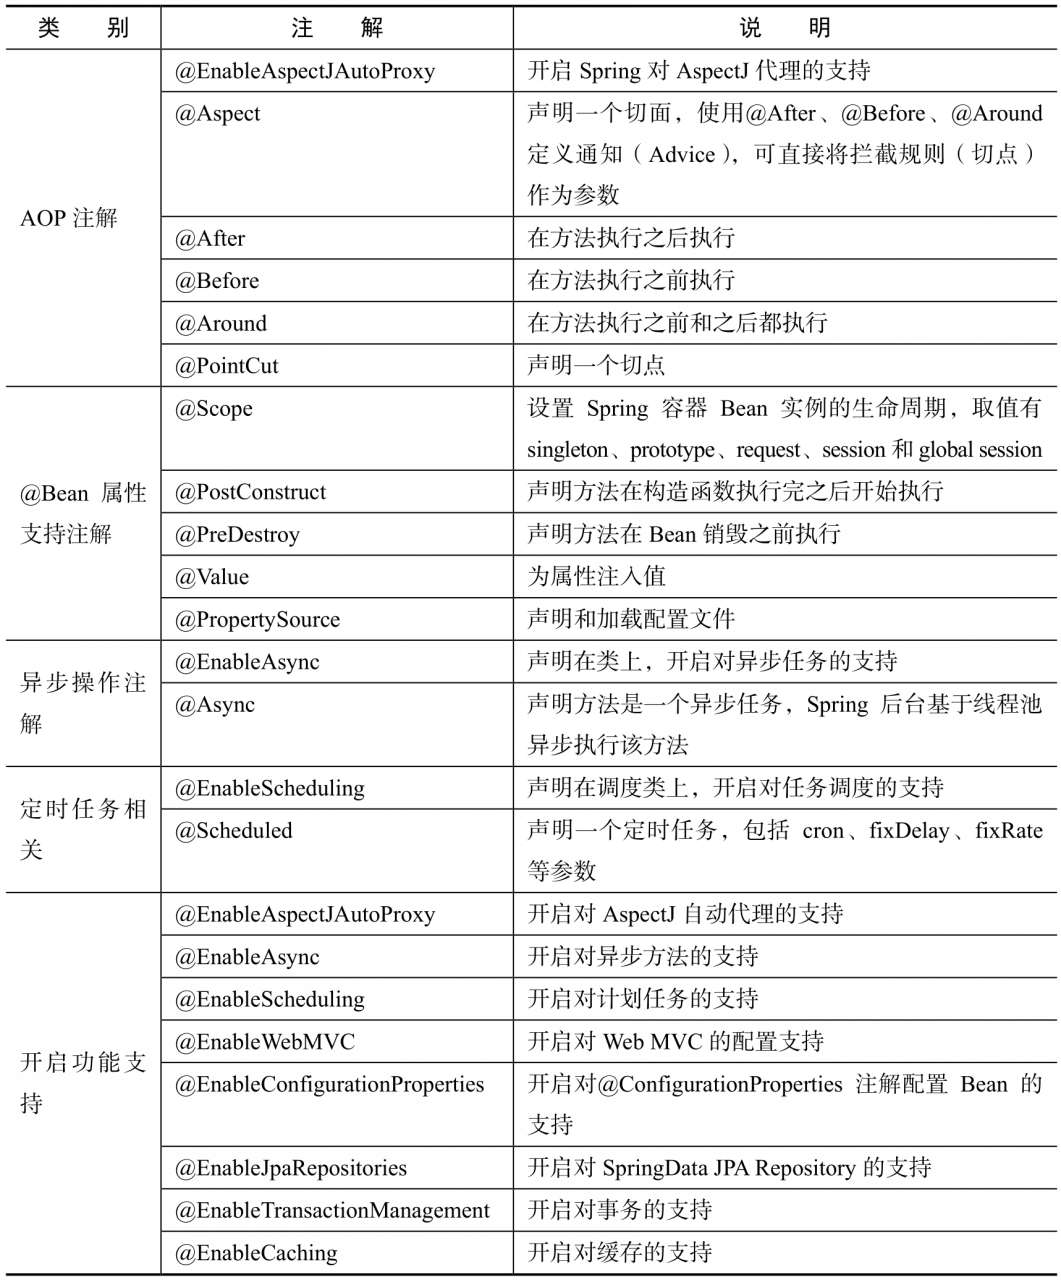 类 别 注 解 说 明
@EnableAspectJAutoProxy 开启 Spring 对 AspectJ 代理的支持
@Aspect 声明一个切面，使用@After、@Before、@Around
定义通知（Advice），可直接将拦截规则（切点）
作为参数
AOP 注解
@After 在方法执行之后执行
@Before 在方法执行之前执行
@Around 在方法执行之前和之后都执行
@PointCut 声明一个切点
@Scope 设置 Spring 容器 Bean 实例的生命周期，取值有
singleton、prototype、request、session 和 global session
@Bean 属性
支持注解
@PostConstruct 声明方法在构造函数执行完之后开始执行
@PreDestroy 声明方法在 Bean 销毁之前执行
@Value 为属性注入值
@PropertySource 声明和加载配置文件
异步操作注
解
@EnableAsync 声明在类上，开启对异步任务的支持
@Async 声明方法是一个异步任务，Spring 后台基于线程池
异步执行该方法
定时任务相
关
@EnableScheduling 声明在调度类上，开启对任务调度的支持
@Scheduled 声明一个定时任务，包括 cron、fixDelay、fixRate
等参数
开启功能支
持
@EnableAspectJAutoProxy 开启对 AspectJ 自动代理的支持
@EnableAsync 开启对异步方法的支持
@EnableScheduling 开启对计划任务的支持
@EnableWebMVC 开启对 Web MVC 的配置支持
@EnableConfigurationProperties 开启对@ConfigurationProperties 注解配置 Bean 的
支持
@EnableJpaRepositories 开启对 SpringData JPA Repository 的支持
@EnableTransactionManagement 开启对事务的支持
@EnableCaching 开启对缓存的支持